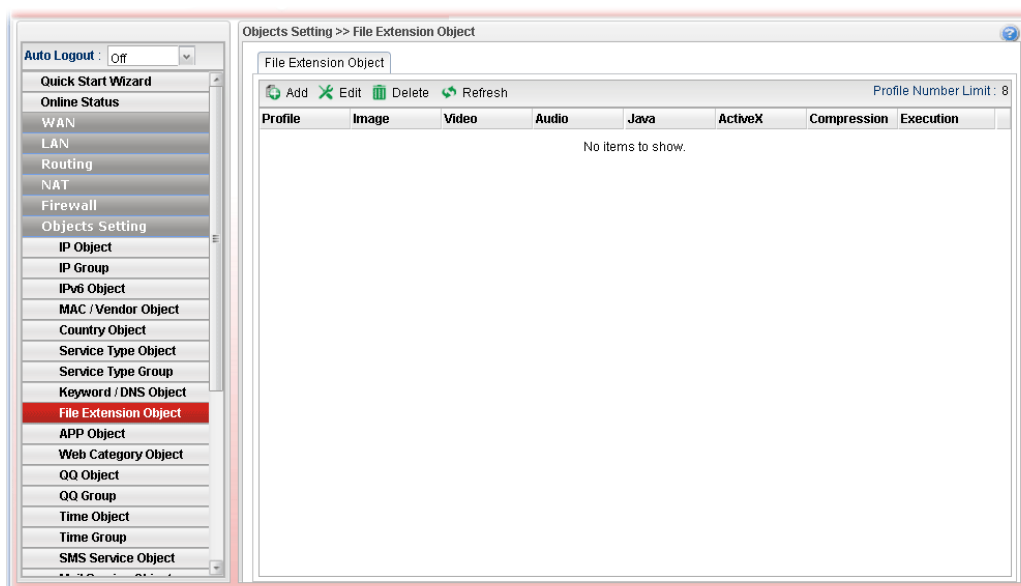 Objects Setting >> File Extension Object
Auto Logout : Off
Quick Start Wizard
Online Status
WAN
LAN
Routing
NAT
Firewall
Objects Setting
IP Object
IP Group
IPv6 Object
MAC / Vendor Object
Country Object
Service Type Object
Service Type Group
Keyword / DNS Object
File Extension Object
APP Object
Web Category Object
QQ Object
QQ Group
Time Object
Time Group
SMS Service Object
File Extension Object
Add Edit Delete Refresh Profile Number Limit : 8
Profile Image Video Audio Java ActiveX Compression Execution
No items to show.